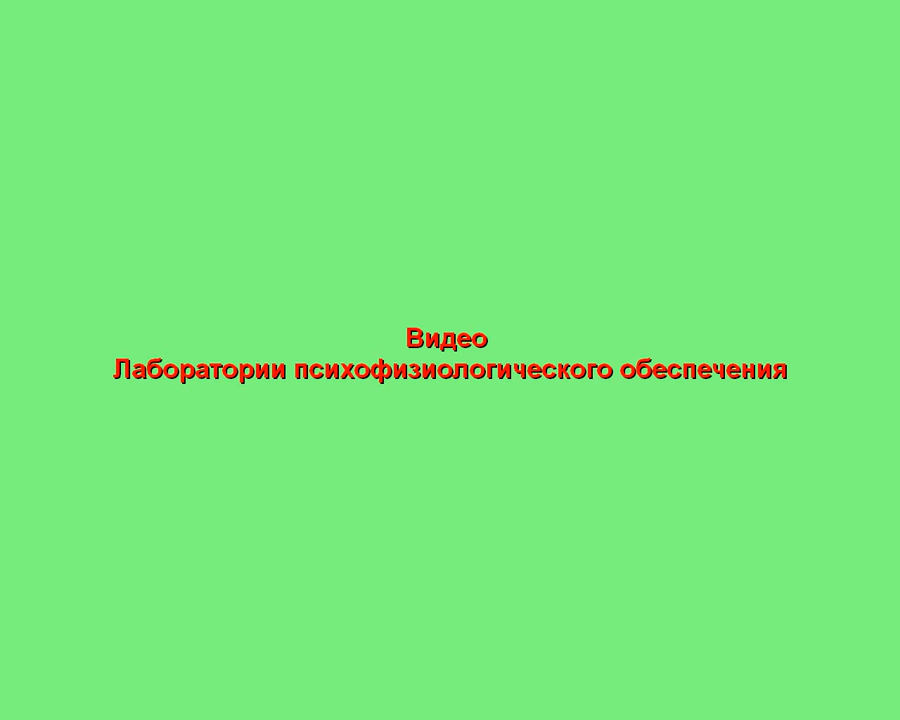 Видео
Лаборатории психофизиологического обеспечения